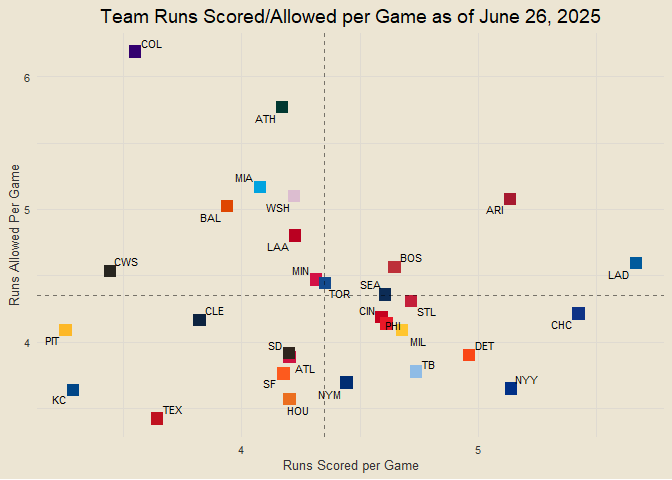 Team Runs Scored/Allowed per Game as of June 26, 2025
COL
6
ATH
MIA
WSH
BAL
ARI
5
LAA
CWS
MIN
BOS
LAD
TOR
SEA
CLE
CIN
PHI
STL
CHC
PIT
4
MIL
SD
ATL
DET
SF
TB
KC
NYM
NYY
TEX
HOU
4
5
Runs Scored per Game
Runs Allowed Per Game